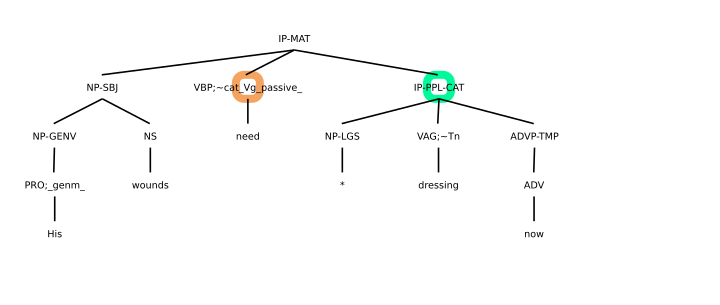 IP-MAT
NP-SBJ VBP;~cat_Vg_passive_ IP-PPL-CAT
NP-GENV NS need NP-LGS VAG;~Tn ADVP-TMP
PRO;_genm_ wounds * dressing ADV
His now